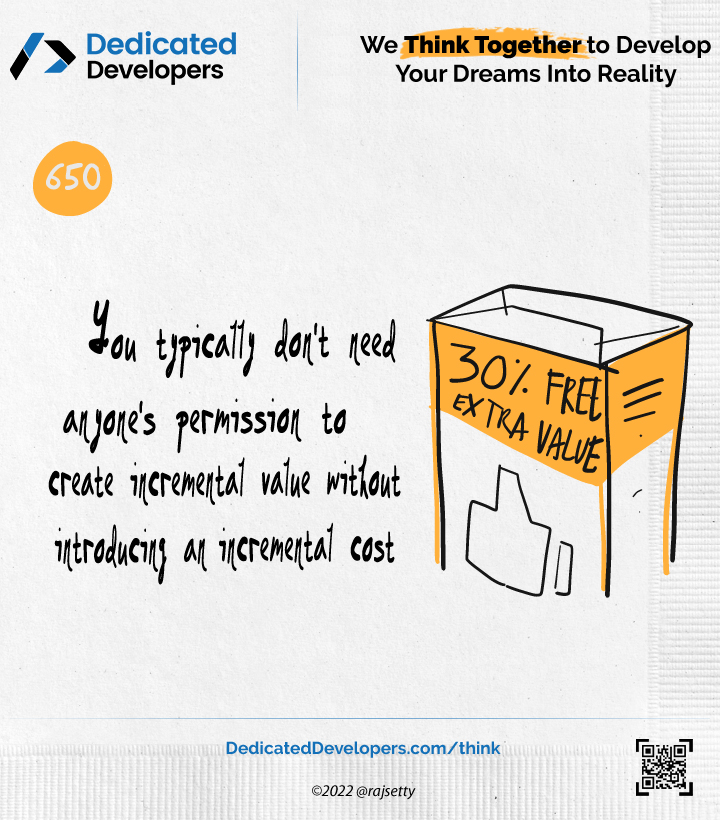 Dedicated
Developers
We Think Together to Develop
Your Dreams Into Reality
650
You typically don't need
anyone's permission to
create incremental value without
introducing an incremental cost
30% FREE
EXTRA VALUE
DedicatedDevelopers.com/think
©2022 @rajsetty